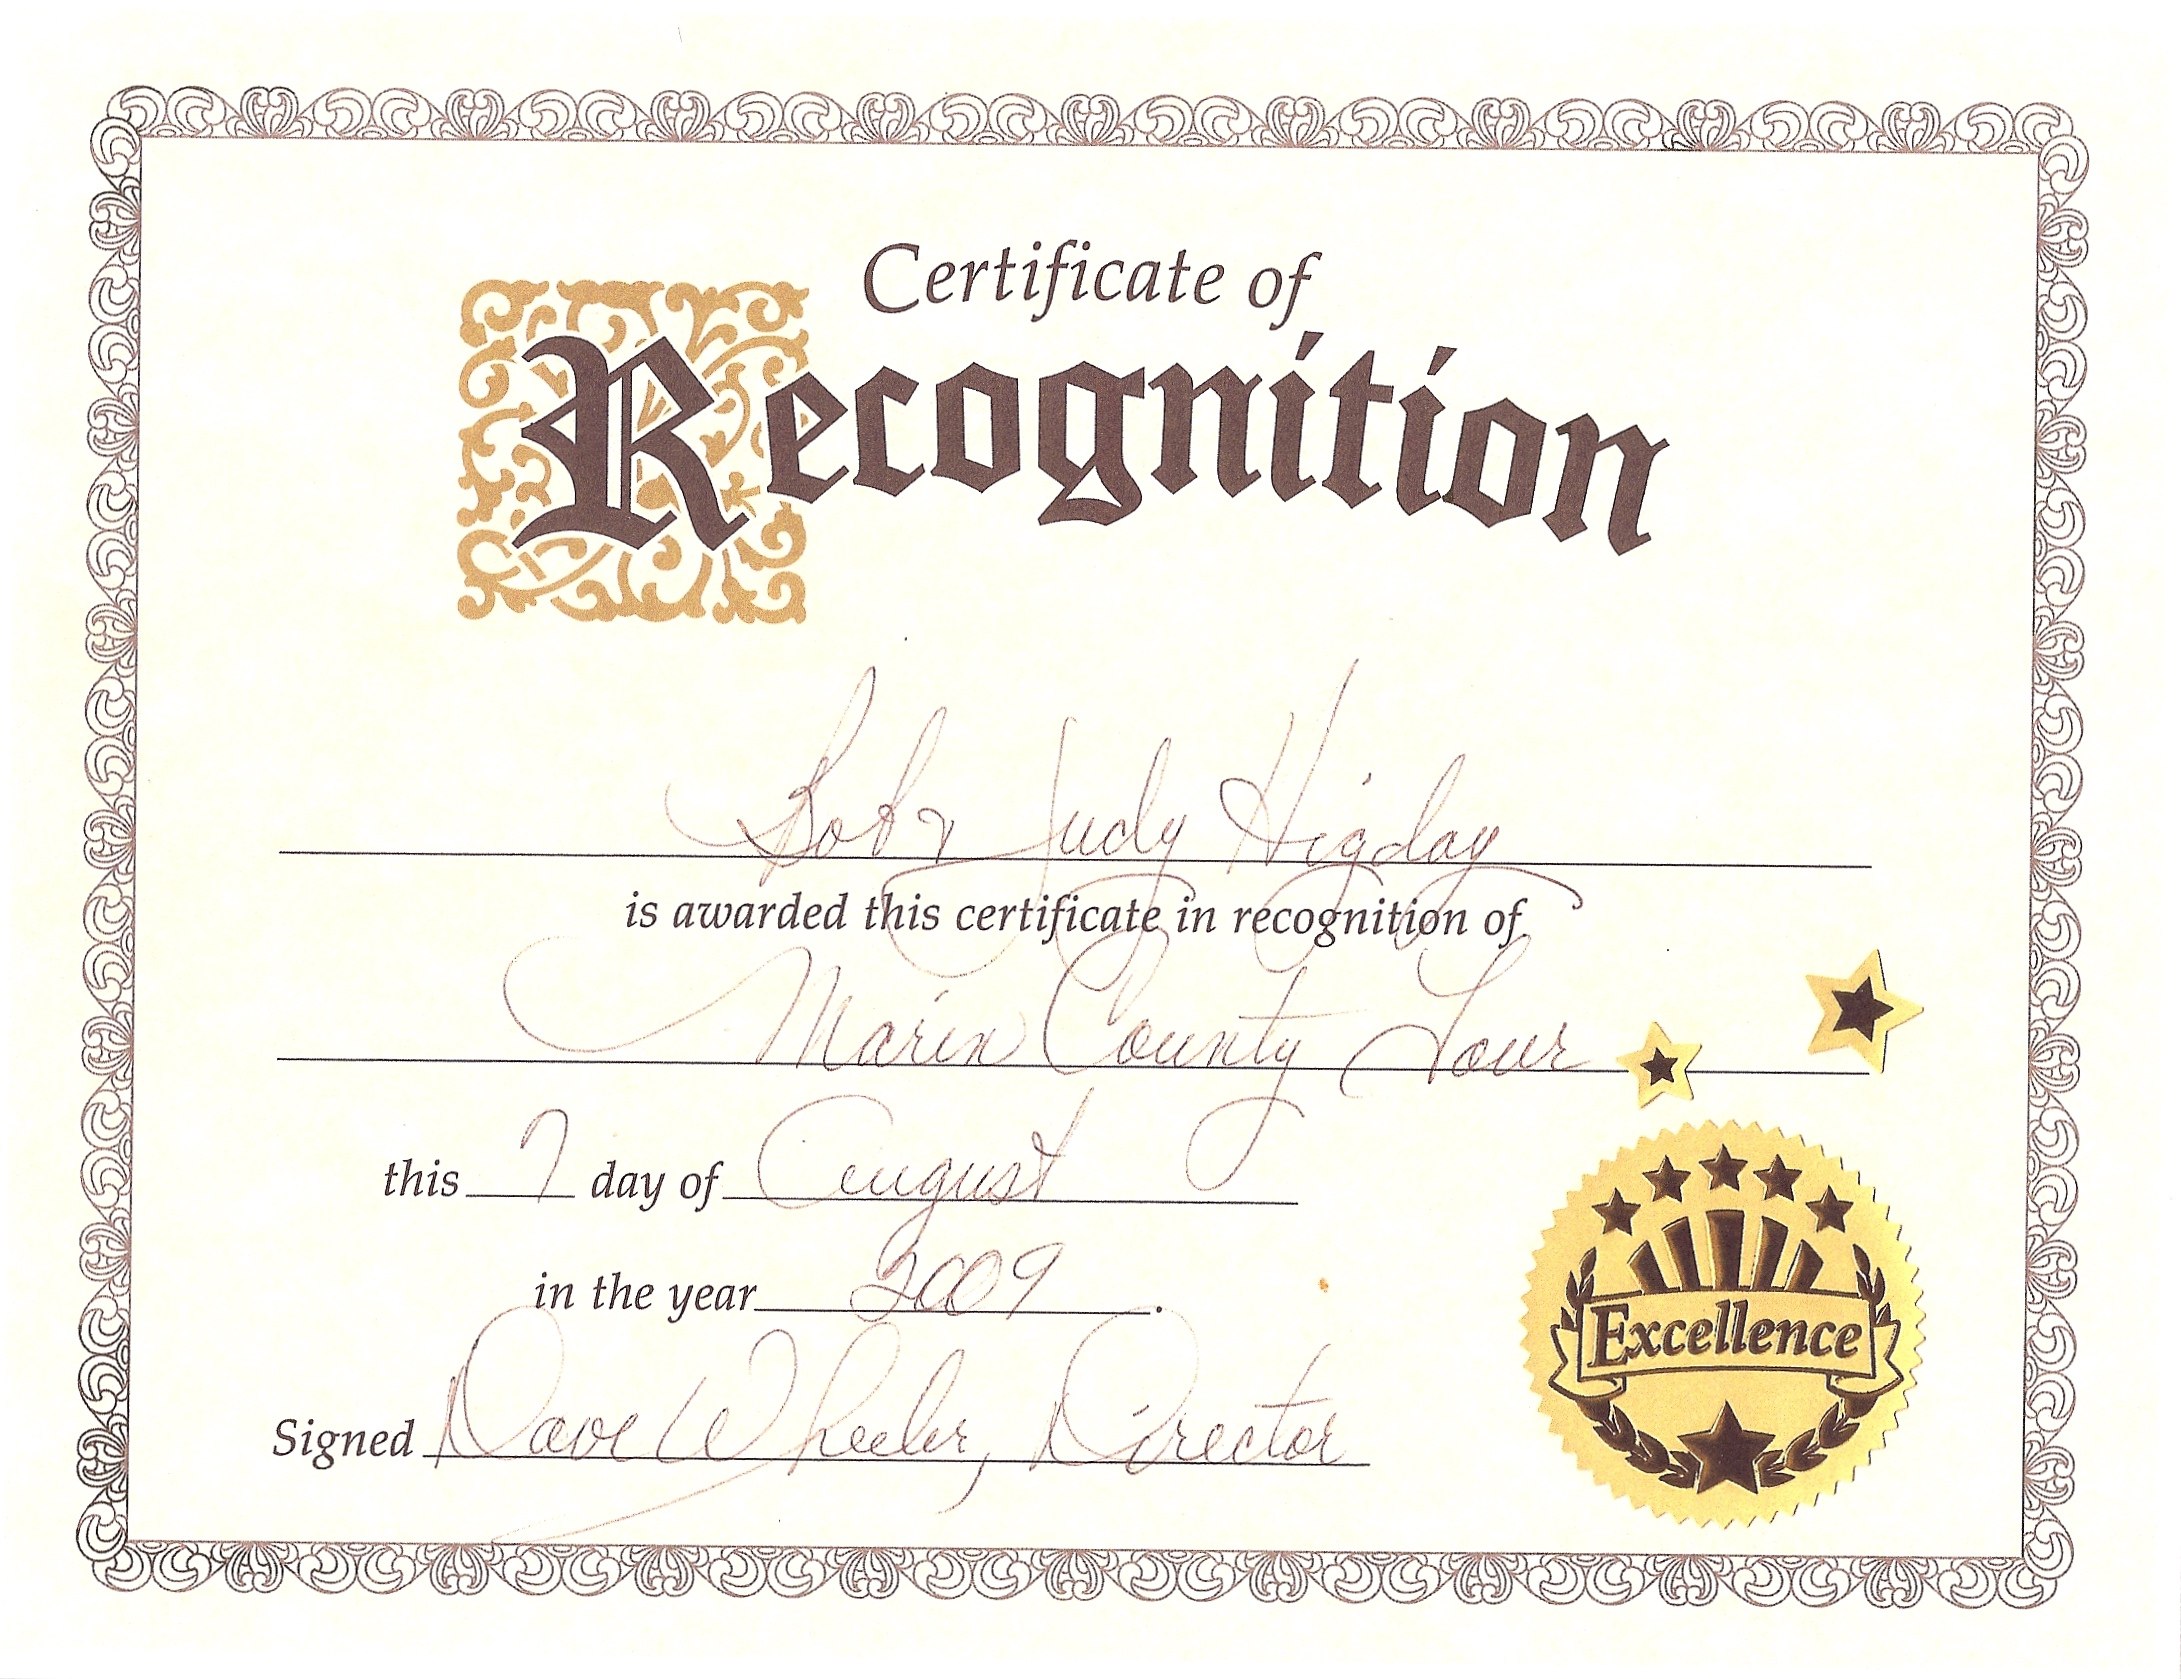 Certificate of
Recognition
Bob & Judy Higday
is awarded this certificate in recognition of
Marin County Tour
this 7 day of August
in the year 2009.
Signed Dave Wheeler, Director
Excellence